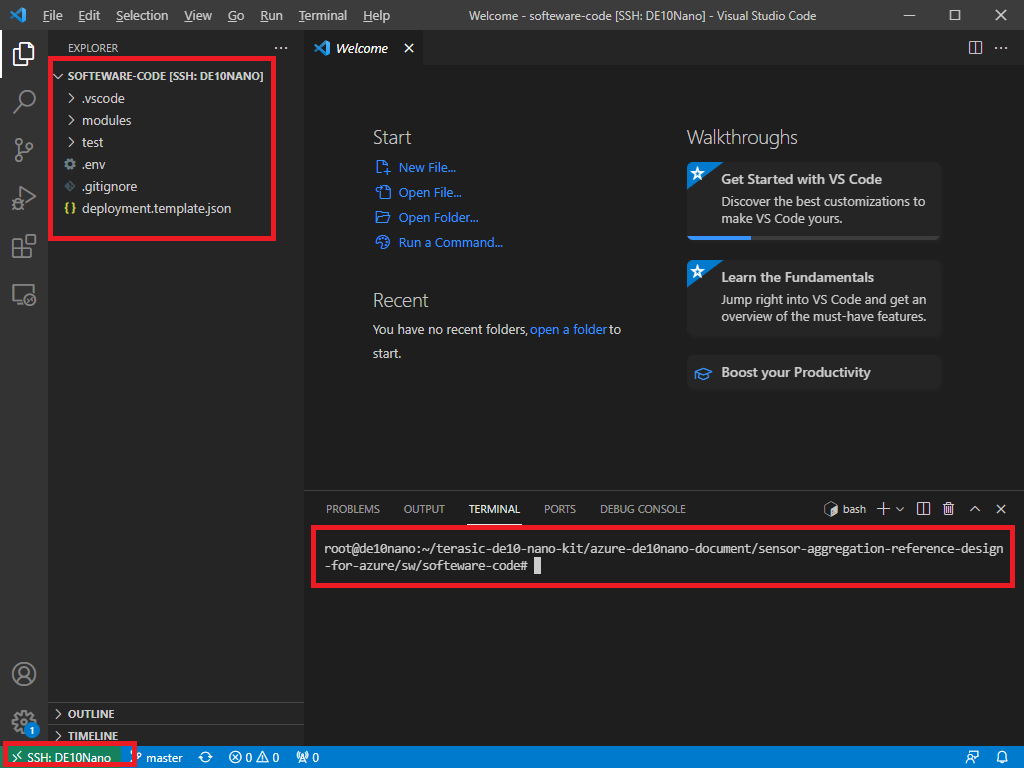 File Edit Selection View Go Run Terminal Help Welcome - softeware-code [SSH: DE10Nano] - Visual Studio Code
EXPLORER
SOFTEWARE-CODE [SSH: DE10NANO]
.vscode
modules
test
.env
.gitignore
{} deployment.template.json
OUTLINE
TIMELINE
Welcome
Start
New File...
Open File...
Open Folder...
Run a Command...
Recent
You have no recent folders, open a folder to
start.
Walkthroughs
Get Started with VS Code
Discover the best customizations to
make VS Code yours.
Learn the Fundamentals
Jump right into VS Code and get an
overview of the must-have features.
Boost your Productivity
PROBLEMS OUTPUT TERMINAL PORTS DEBUG CONSOLE bash
root@de10nano:~/terasic-de10-nano-kit/azure-de10nano-document/sensor-aggregation-reference-design
-for-azure/sw/softeware-code#
1
SSH: DE10Nano master 0 0 0